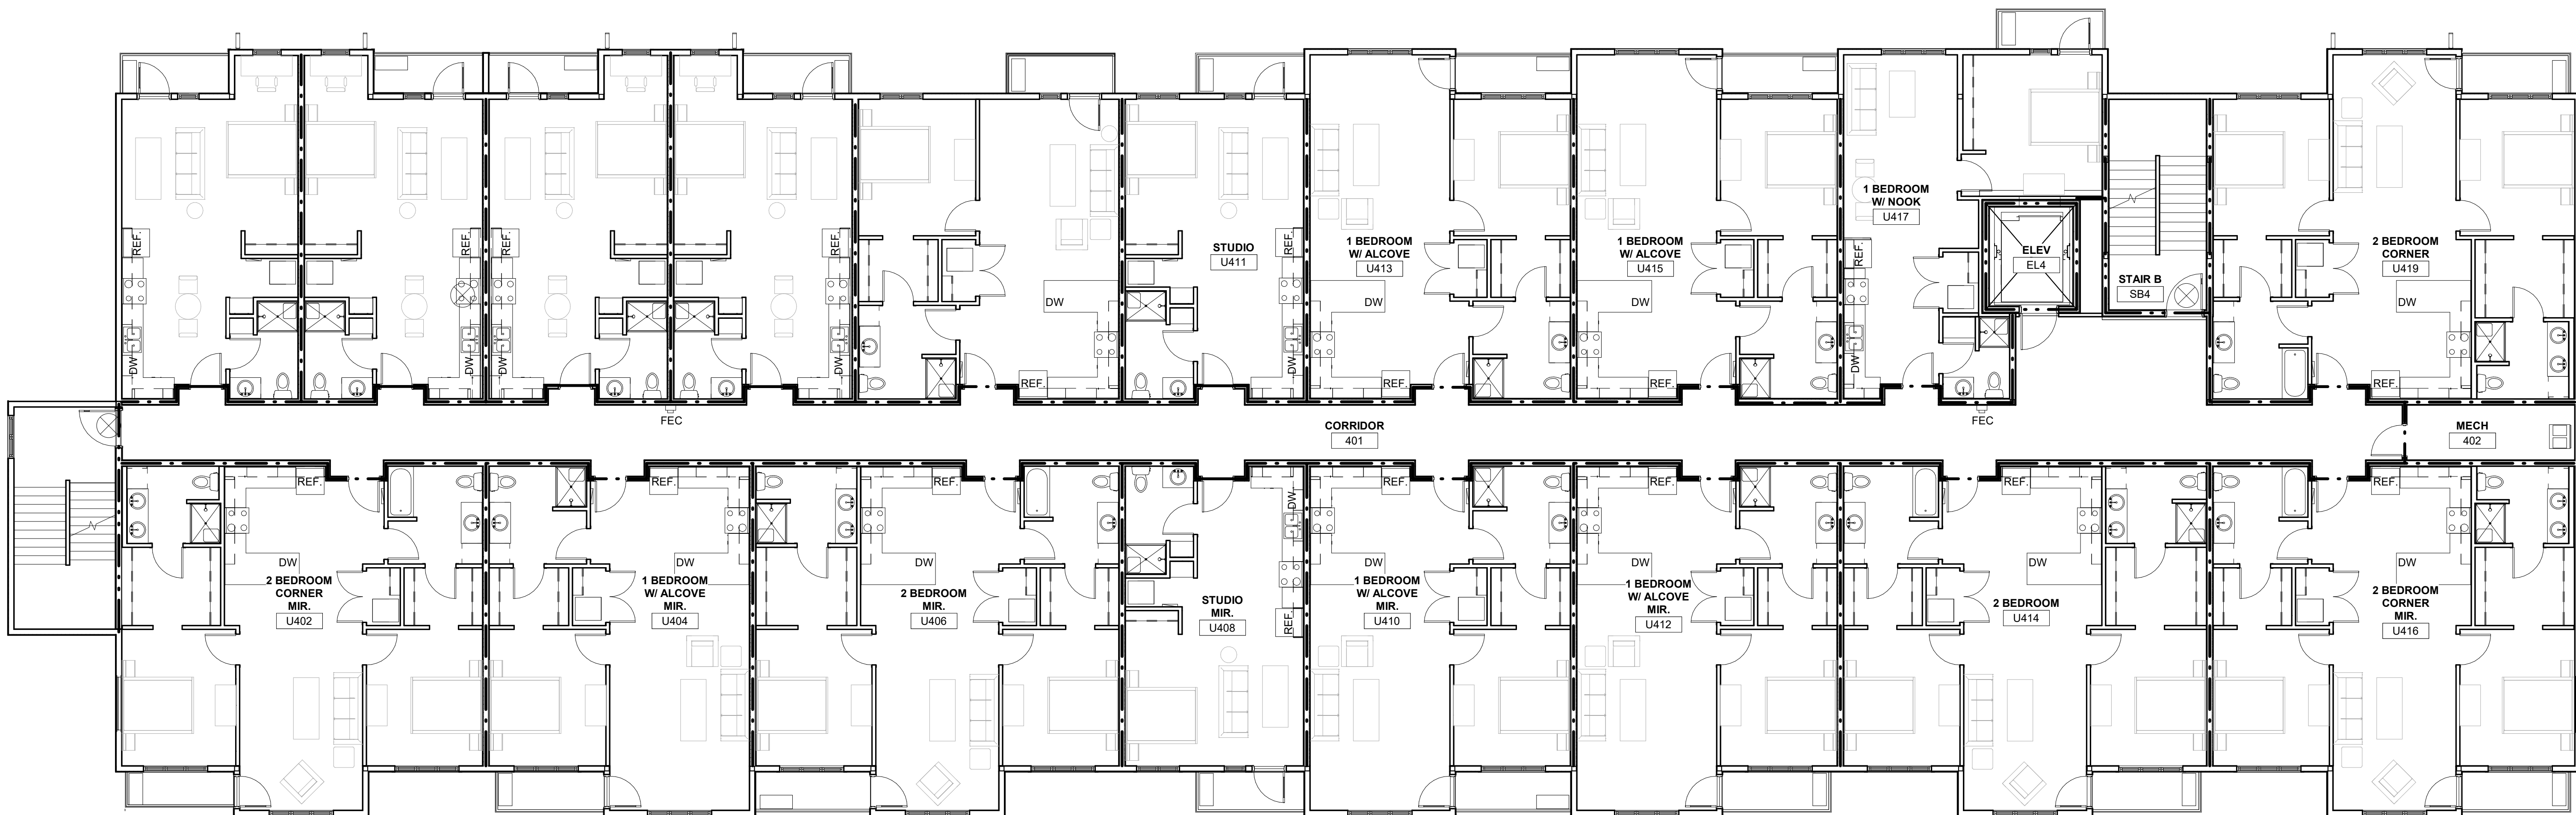 1 BEDROOM
W/ NOOK
U417
REF.
REF.
REF.
REF.
STUDIO
U411
REF.
1 BEDROOM
W/ ALCOVE
U413
1 BEDROOM
W/ ALCOVE
U415
REF.
ELEV
EL4
STAIR B
SB4
2 BEDROOM
CORNER
U419
DW
DW
DW
DW
DW
DW
DW
DW
DW
DW
REF.
REF.
REF.
REF.
FEC
FEC
CORRIDOR
401
MECH
402
REF.
REF.
REF.
DW
REF.
REF.
REF.
REF.
DW
DW
DW
DW
DW
DW
DW
2 BEDROOM
CORNER
MIR.
U402
1 BEDROOM
W/ ALCOVE
MIR.
U404
2 BEDROOM
MIR.
U406
STUDIO
MIR.
U408
REF.
1 BEDROOM
W/ ALCOVE
MIR.
U410
1 BEDROOM
W/ ALCOVE
MIR.
U412
2 BEDROOM
U414
2 BEDROOM
CORNER
MIR.
U416